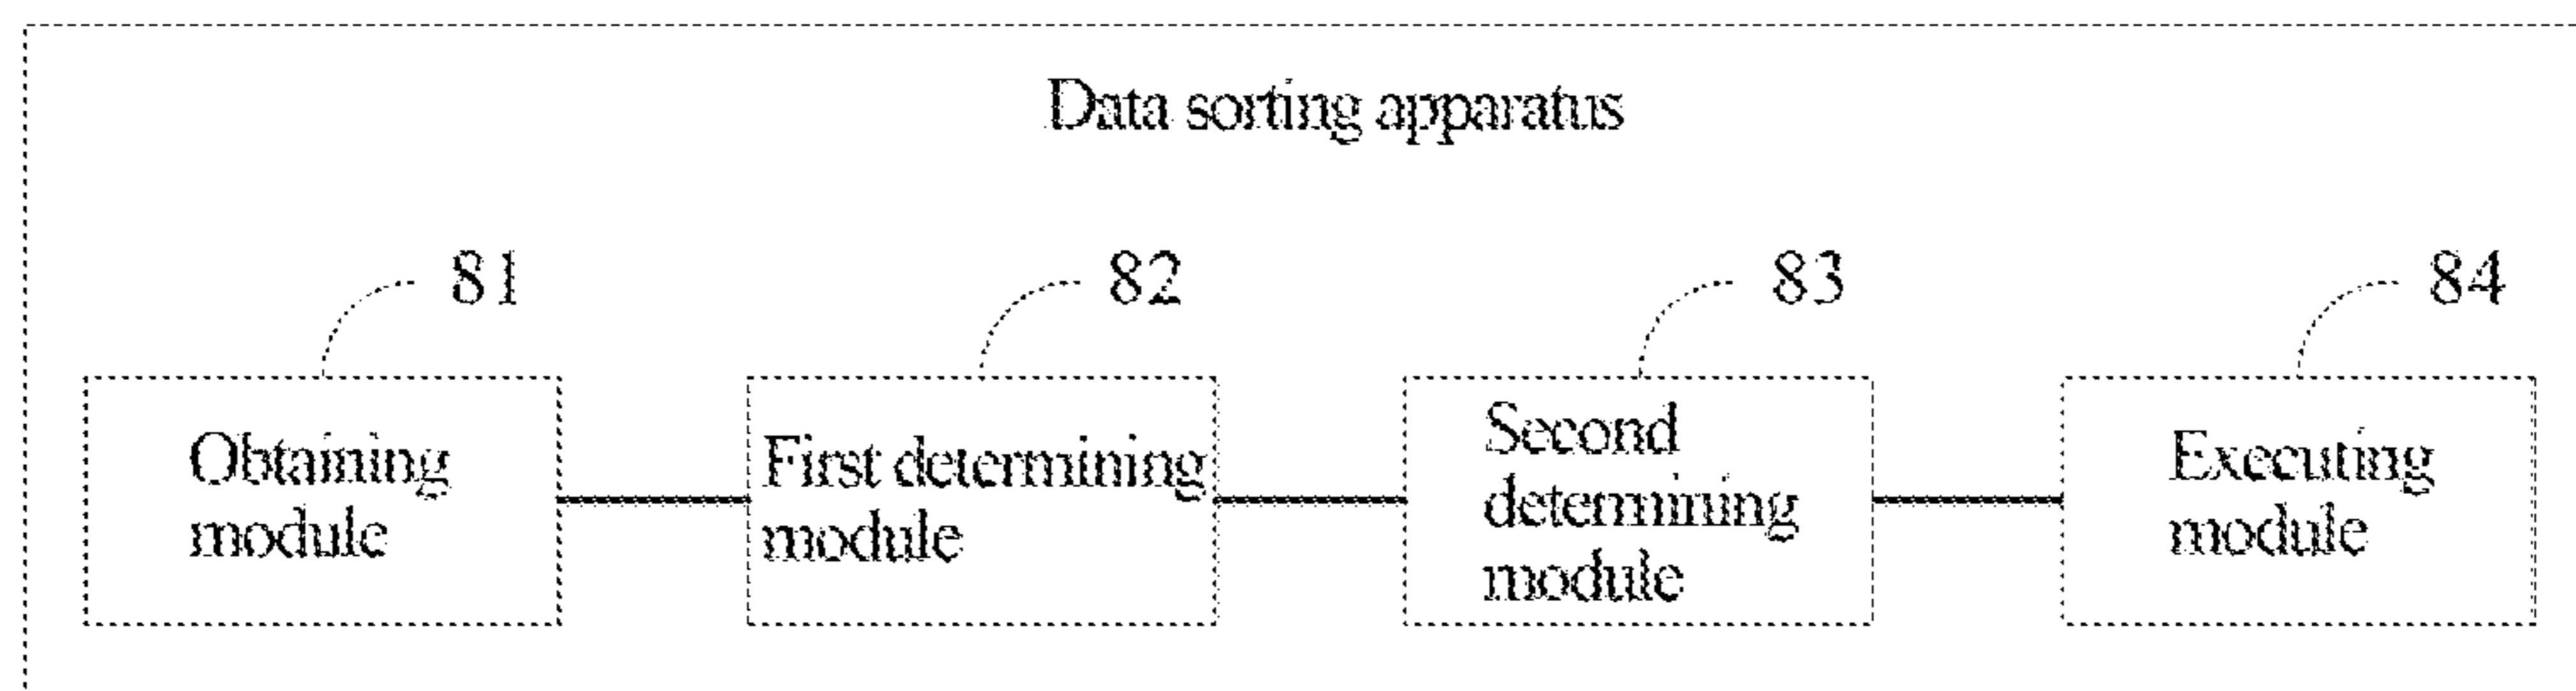 Data sorting apparatus
81
82
83
84
Obtaining
module
First determining
module
Second
determining
module
Executing
module